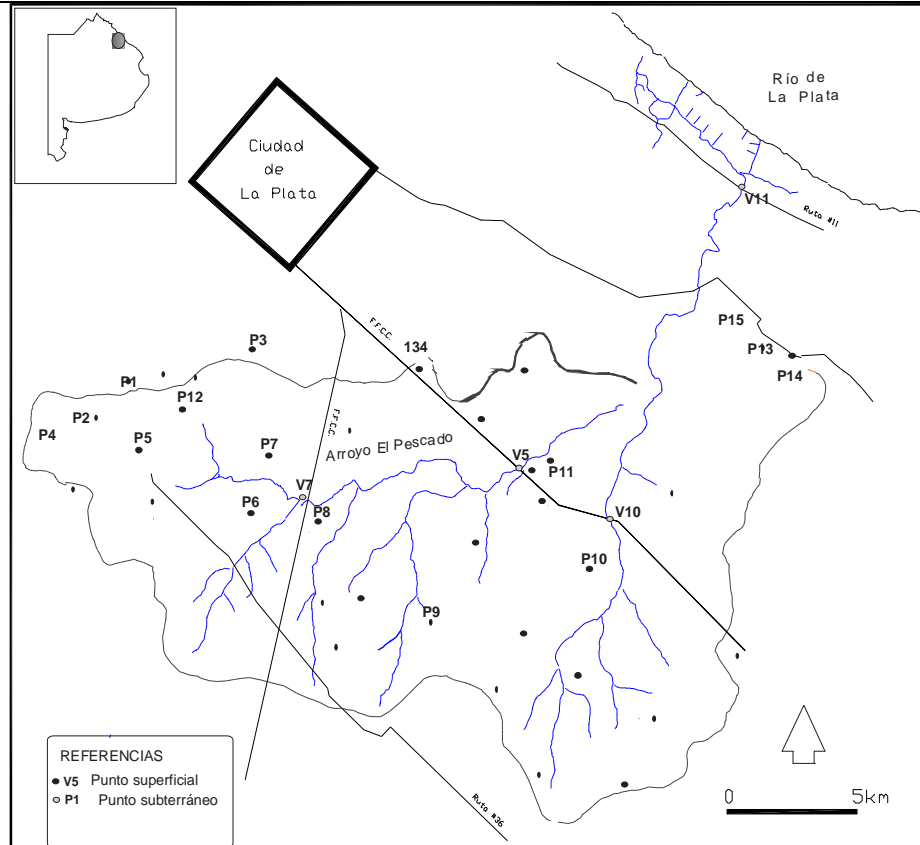 Río de
La Plata
Ciudad
de
La Plata
V11
Ruta #11
P15
P3
F.F.C.C.
134
P13
P14
P1
P12
P2
P4
P5
F.F.C.C.
P7
Arroyo El Pescado
V5
P11
V7
P6
P8
V10
P10
P9
REFERENCIAS
V5 Punto superficial
P1 Punto subterráneo
Ruta #36
0 5km